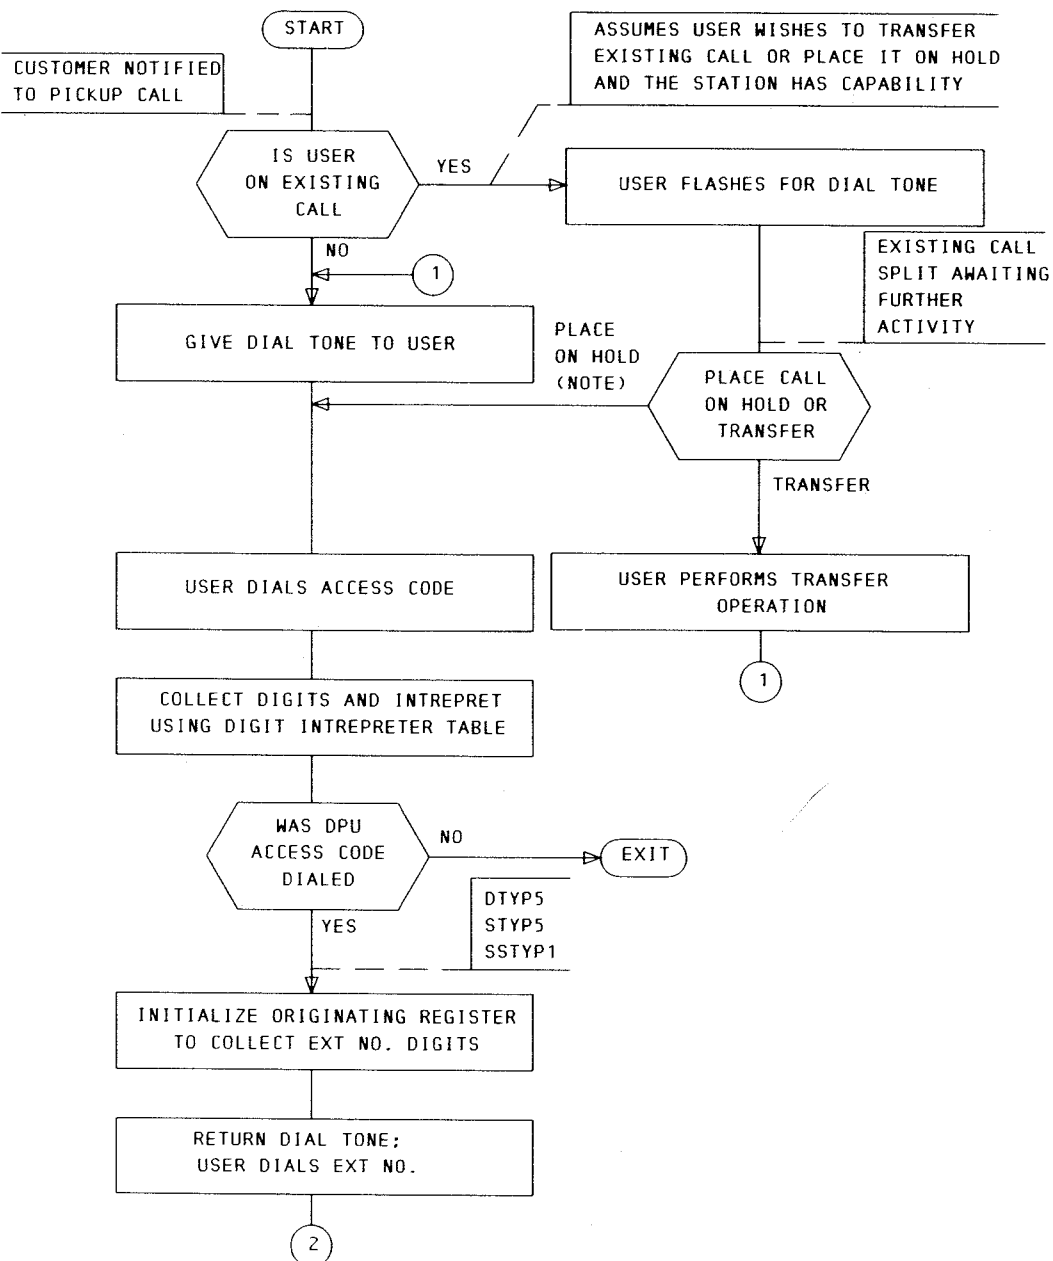 START
ASSUMES USER WISHES TO TRANSFER
EXISTING CALL OR PLACE IT ON HOLD
AND THE STATION HAS CAPABILITY
CUSTOMER NOTIFIED
TO PICKUP CALL
IS USER
ON EXISTING
CALL
YES
USER FLASHES FOR DIAL TONE
NO
1
EXISTING CALL
SPLIT AWAITING
FURTHER
ACTIVITY
GIVE DIAL TONE TO USER
PLACE
ON HOLD
(NOTE)
PLACE CALL
ON HOLD OR
TRANSFER
TRANSFER
USER DIALS ACCESS CODE
USER PERFORMS TRANSFER
OPERATION
1
COLLECT DIGITS AND INTREPRET
USING DIGIT INTREPRETER TABLE
WAS DPU
ACCESS CODE
DIALED
NO
EXIT
YES
DTYP5
STYP5
SSTYP1
INITIALIZE ORIGINATING REGISTER
TO COLLECT EXT NO. DIGITS
RETURN DIAL TONE;
USER DIALS EXT NO.
2